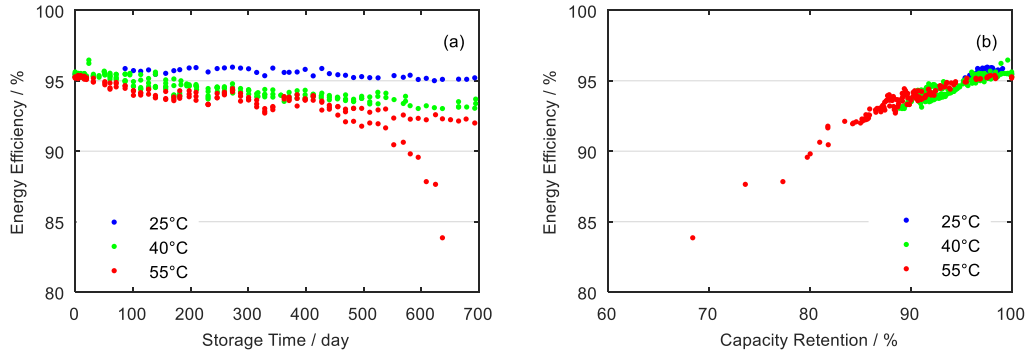 100
95
90
85
80
Energy Efficiency / %
(a)
25°C
40°C
55°C
0
100
200
300
400
500
600
700
Storage Time / day
100
95
90
85
80
Energy Efficiency / %
(b)
25°C
40°C
55°C
60
70
80
90
100
Capacity Retention / %